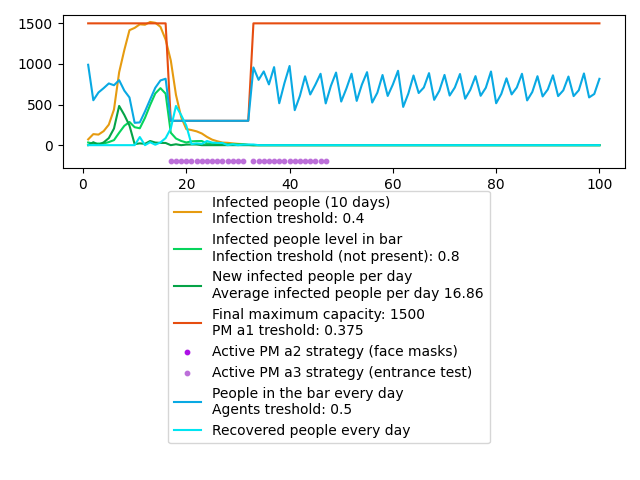 1500
1000
500
0
0 20 40 60 80 100
Infected people (10 days)
Infection treshold: 0.4
Infected people level in bar
Infection treshold (not present): 0.8
New infected people per day
Average infected people per day 16.86
Final maximum capacity: 1500
PM a1 treshold: 0.375
Active PM a2 strategy (face masks)
Active PM a3 strategy (entrance test)
People in the bar every day
Agents treshold: 0.5
Recovered people every day